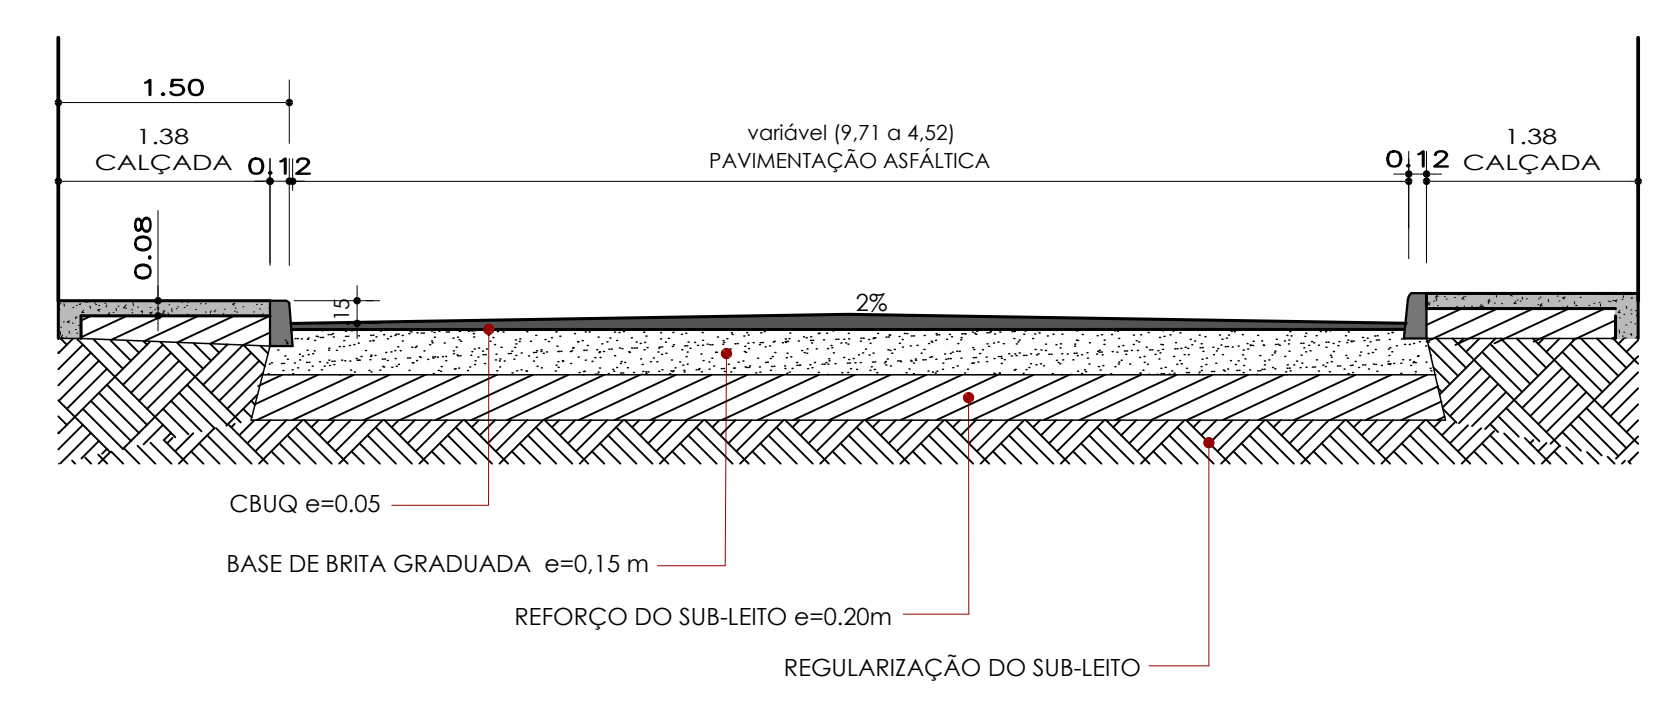 1.50
1.38
CALÇADA
0.12
variável (9,71 a 4,52)
PAVIMENTAÇÃO ASFÁLTICA
0.12
1.38
CALÇADA
0.08
15
2%
CBUQ e=0.05
BASE DE BRITA GRADUADA e=0,15 m
REFORÇO DO SUB-LEITO e=0.20m
REGULARIZAÇÃO DO SUB-LEITO